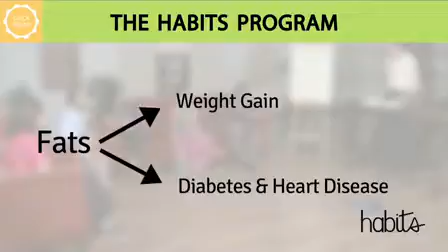 THE HABITS PROGRAM
Weight Gain
Fats
Diabetes & Heart Disease
habits